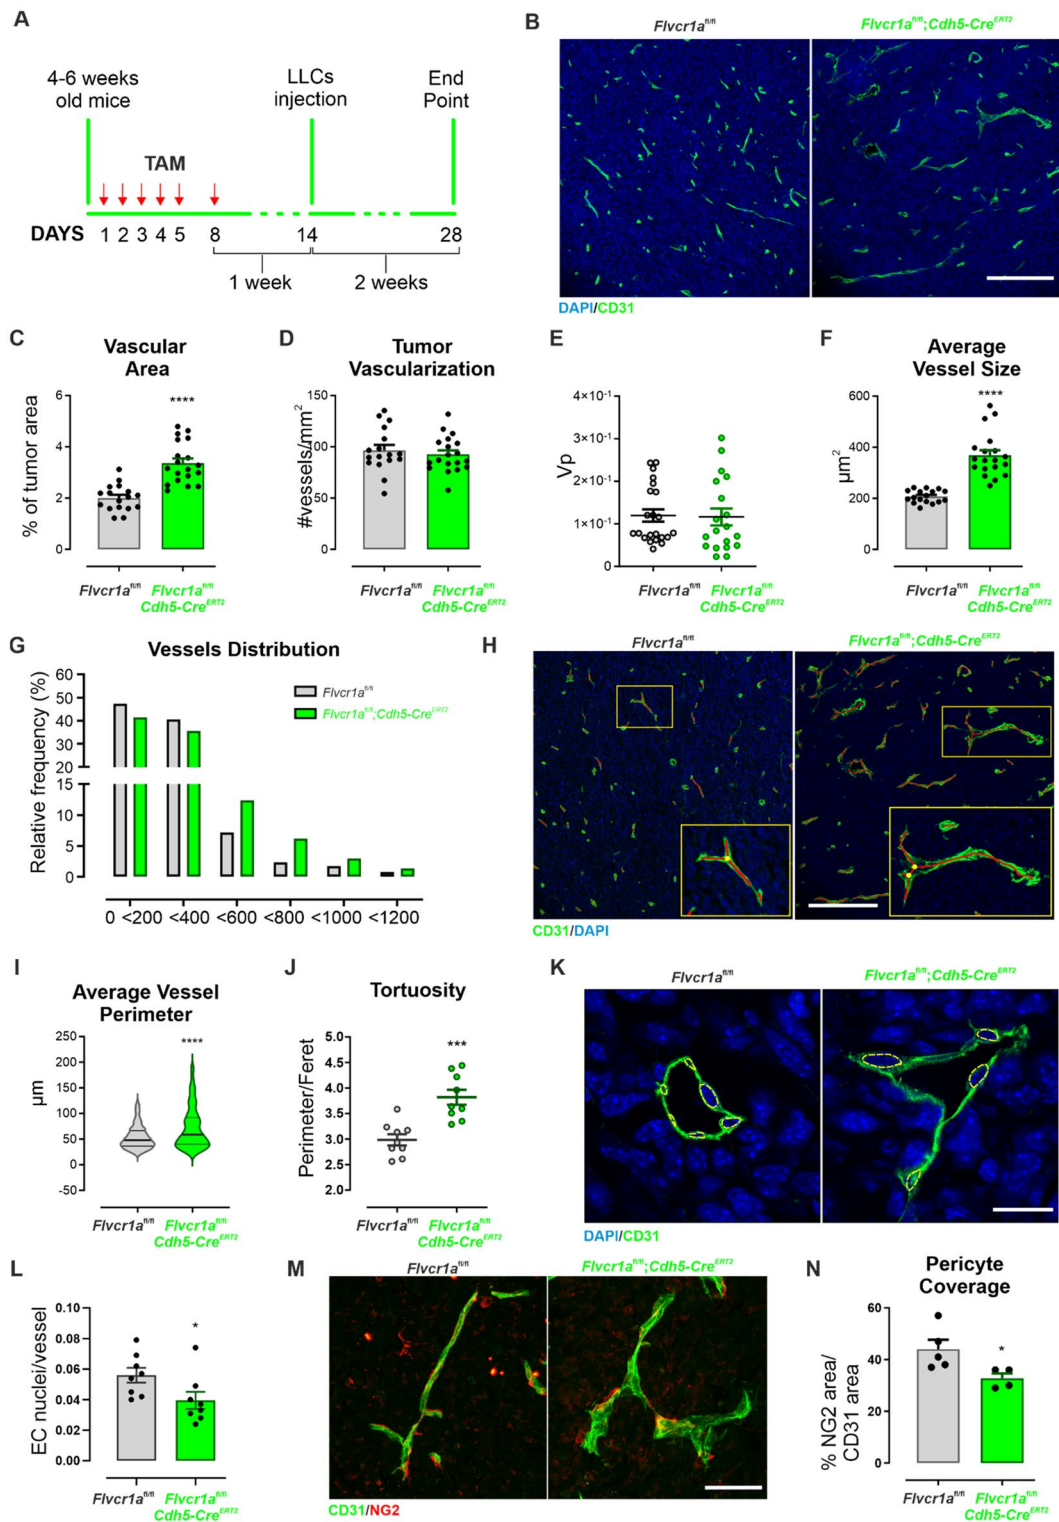 A
4-6 weeks
old mice
LLCs
injection
End
Point
TAM
DAYS 1 2 3 4 5 8 14 28
1 week
2 weeks
B
Flvcr1a^fl/fl
Flvcr1a^fl/fl;Cdh5-Cre^ERT2
DAPI/CD31
C
Vascular
Area
% of tumor area
6
4
2
0
****
Flvcr1a^fl/fl
Flvcr1a^fl/fl
Cdh5-Cre^ERT2
D
Tumor
Vascularization
#vessels/mm²
150
100
50
0
Flvcr1a^fl/fl
Flvcr1a^fl/fl
Cdh5-Cre^ERT2
E
Vp
4×10⁻¹
3×10⁻¹
2×10⁻¹
1×10⁻¹
0
Flvcr1a^fl/fl
Flvcr1a^fl/fl
Cdh5-Cre^ERT2
F
Average
Vessel Size
µm²
600
400
200
0
****
Flvcr1a^fl/fl
Flvcr1a^fl/fl
Cdh5-Cre^ERT2
G
Vessels Distribution
Relative frequency (%)
60
50
40
30
20
15
10
5
0
Flvcr1a^fl/fl
Flvcr1a^fl/fl;Cdh5-Cre^ERT2
0 <200 <400 <600 <800 <1000 <1200
H
Flvcr1a^fl/fl
Flvcr1a^fl/fl;Cdh5-Cre^ERT2
CD31/DAPI
I
Average Vessel
Perimeter
µm
250
200
150
100
50
0
-50
****
Flvcr1a^fl/fl
Flvcr1a^fl/fl
Cdh5-Cre^ERT2
J
Tortuosity
Perimeter/Feret
5.0
4.5
4.0
3.5
3.0
2.5
2.0
***
Flvcr1a^fl/fl
Flvcr1a^fl/fl
Cdh5-Cre^ERT2
K
Flvcr1a^fl/fl
Flvcr1a^fl/fl;Cdh5-Cre^ERT2
DAPI/CD31
L
EC nuclei/vessel
0.10
0.08
0.06
0.04
0.02
0.00
*
Flvcr1a^fl/fl
Flvcr1a^fl/fl
Cdh5-Cre^ERT2
M
Flvcr1a^fl/fl
Flvcr1a^fl/fl;Cdh5-Cre^ERT2
CD31/NG2
N
Pericyte
Coverage
% NG2 area/
CD31 area
60
40
20
0
*
Flvcr1a^fl/fl
Flvcr1a^fl/fl
Cdh5-Cre^ERT2